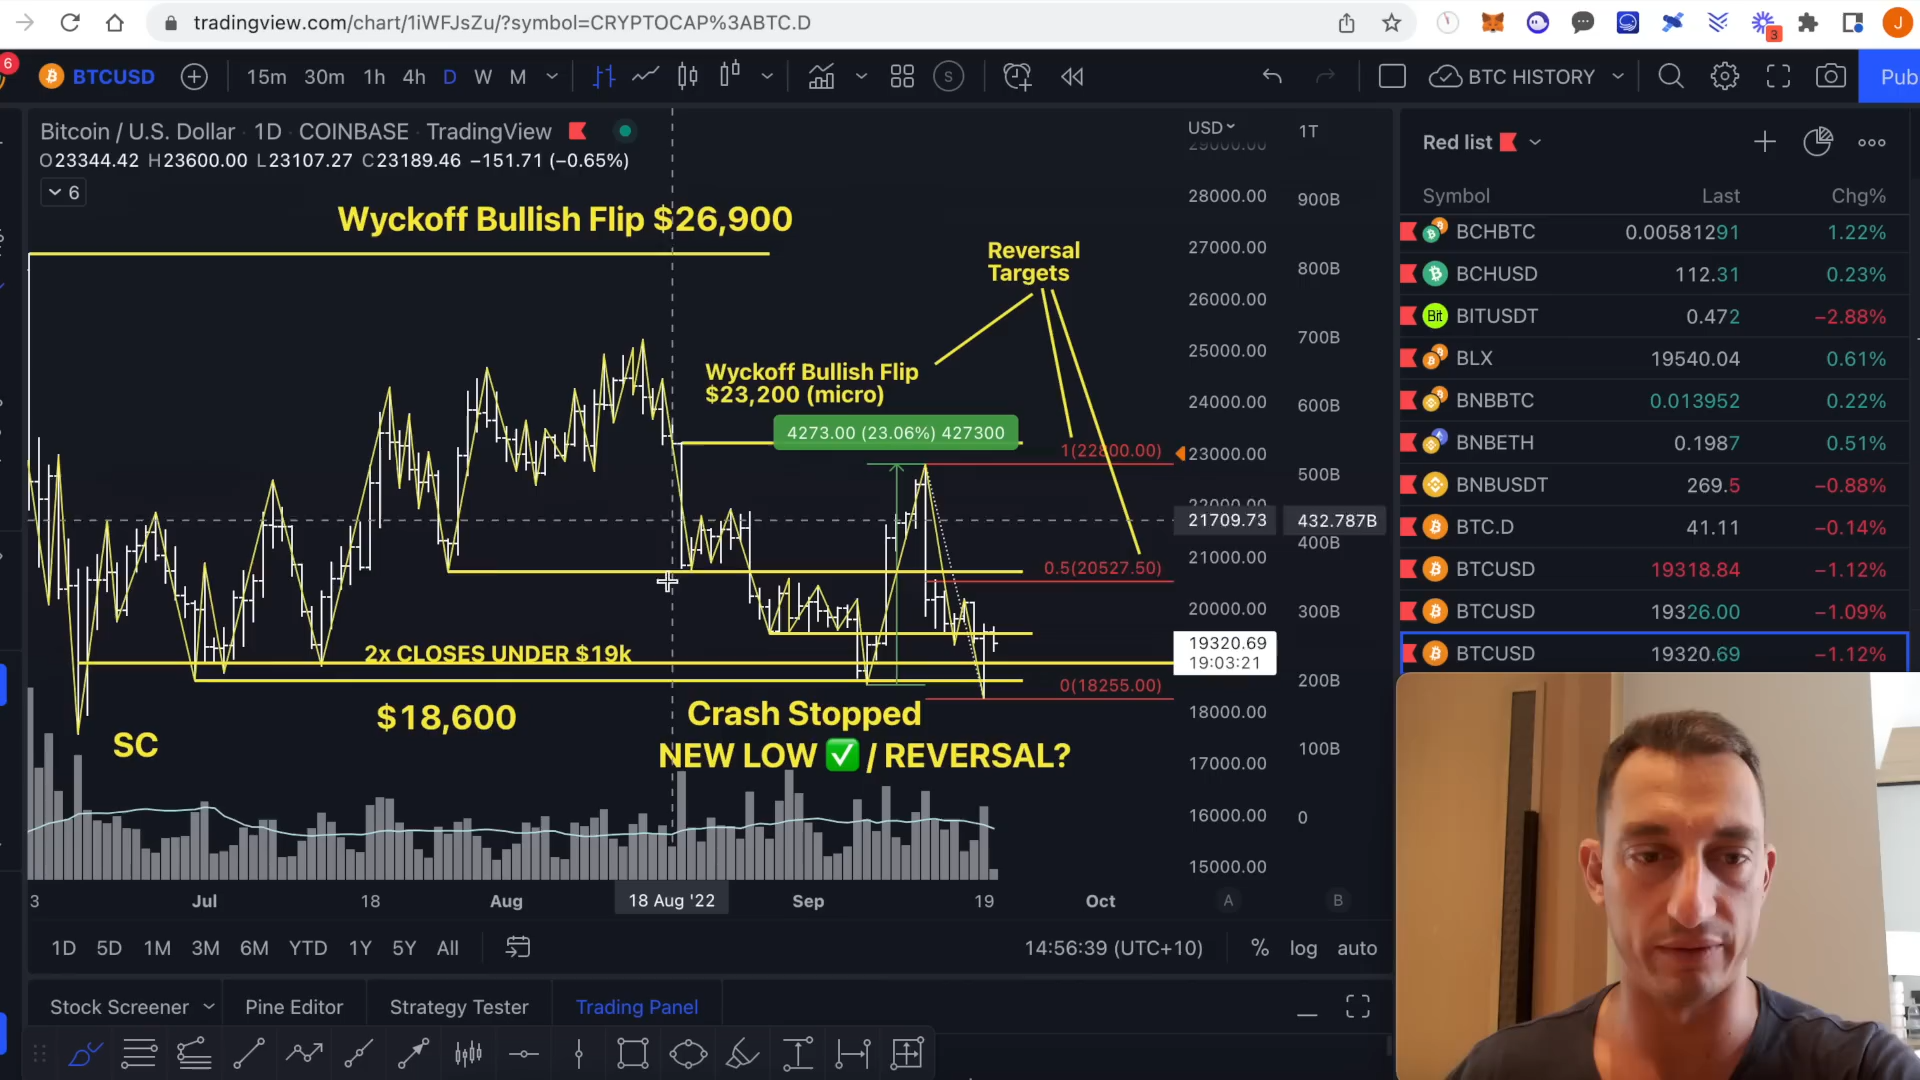 tradingview.com/chart/1iWFJsZu/?symbol=CRYPTOCAP%3ABTC.D
3
J
6
BTCUSD
15m 30m 1h 4h D W M
S
BTC HISTORY
Pub
Bitcoin / U.S. Dollar · 1D · COINBASE · TradingView
O23344.42 H23600.00 L23107.27 C23189.46 −151.71 (−0.65%)
6
USD
1T
29000.00
28000.00
900B
27000.00
800B
26000.00
700B
25000.00
600B
24000.00
500B
23000.00
22000.00
21709.73
432.787B
400B
21000.00
300B
20000.00
19320.69
19:03:21
200B
18000.00
100B
17000.00
16000.00
0
15000.00
A
B
Wyckoff Bullish Flip $26,900
Reversal
Targets
Wyckoff Bullish Flip
$23,200 (micro)
4273.00 (23.06%) 427300
1(22800.00)
0.5(20527.50)
2x CLOSES UNDER $19k
0(18255.00)
$18,600
SC
Crash Stopped
NEW LOW ✅ / REVERSAL?
3
Jul
18
Aug
18 Aug '22
Sep
19
Oct
1D 5D 1M 3M 6M YTD 1Y 5Y All
14:56:39 (UTC+10)
% log auto
Stock Screener
Pine Editor
Strategy Tester
Trading Panel
Red list
Symbol Last Chg%
BCHBTC 0.00581291 1.22%
BCHUSD 112.31 0.23%
Bit BITUSDT 0.472 −2.88%
BLX 19540.04 0.61%
BNBBTC 0.013952 0.22%
BNBETH 0.1987 0.51%
BNBUSDT 269.5 −0.88%
BTC.D 41.11 −0.14%
BTCUSD 19318.84 −1.12%
BTCUSD 19326.00 −1.09%
BTCUSD 19320.69 −1.12%